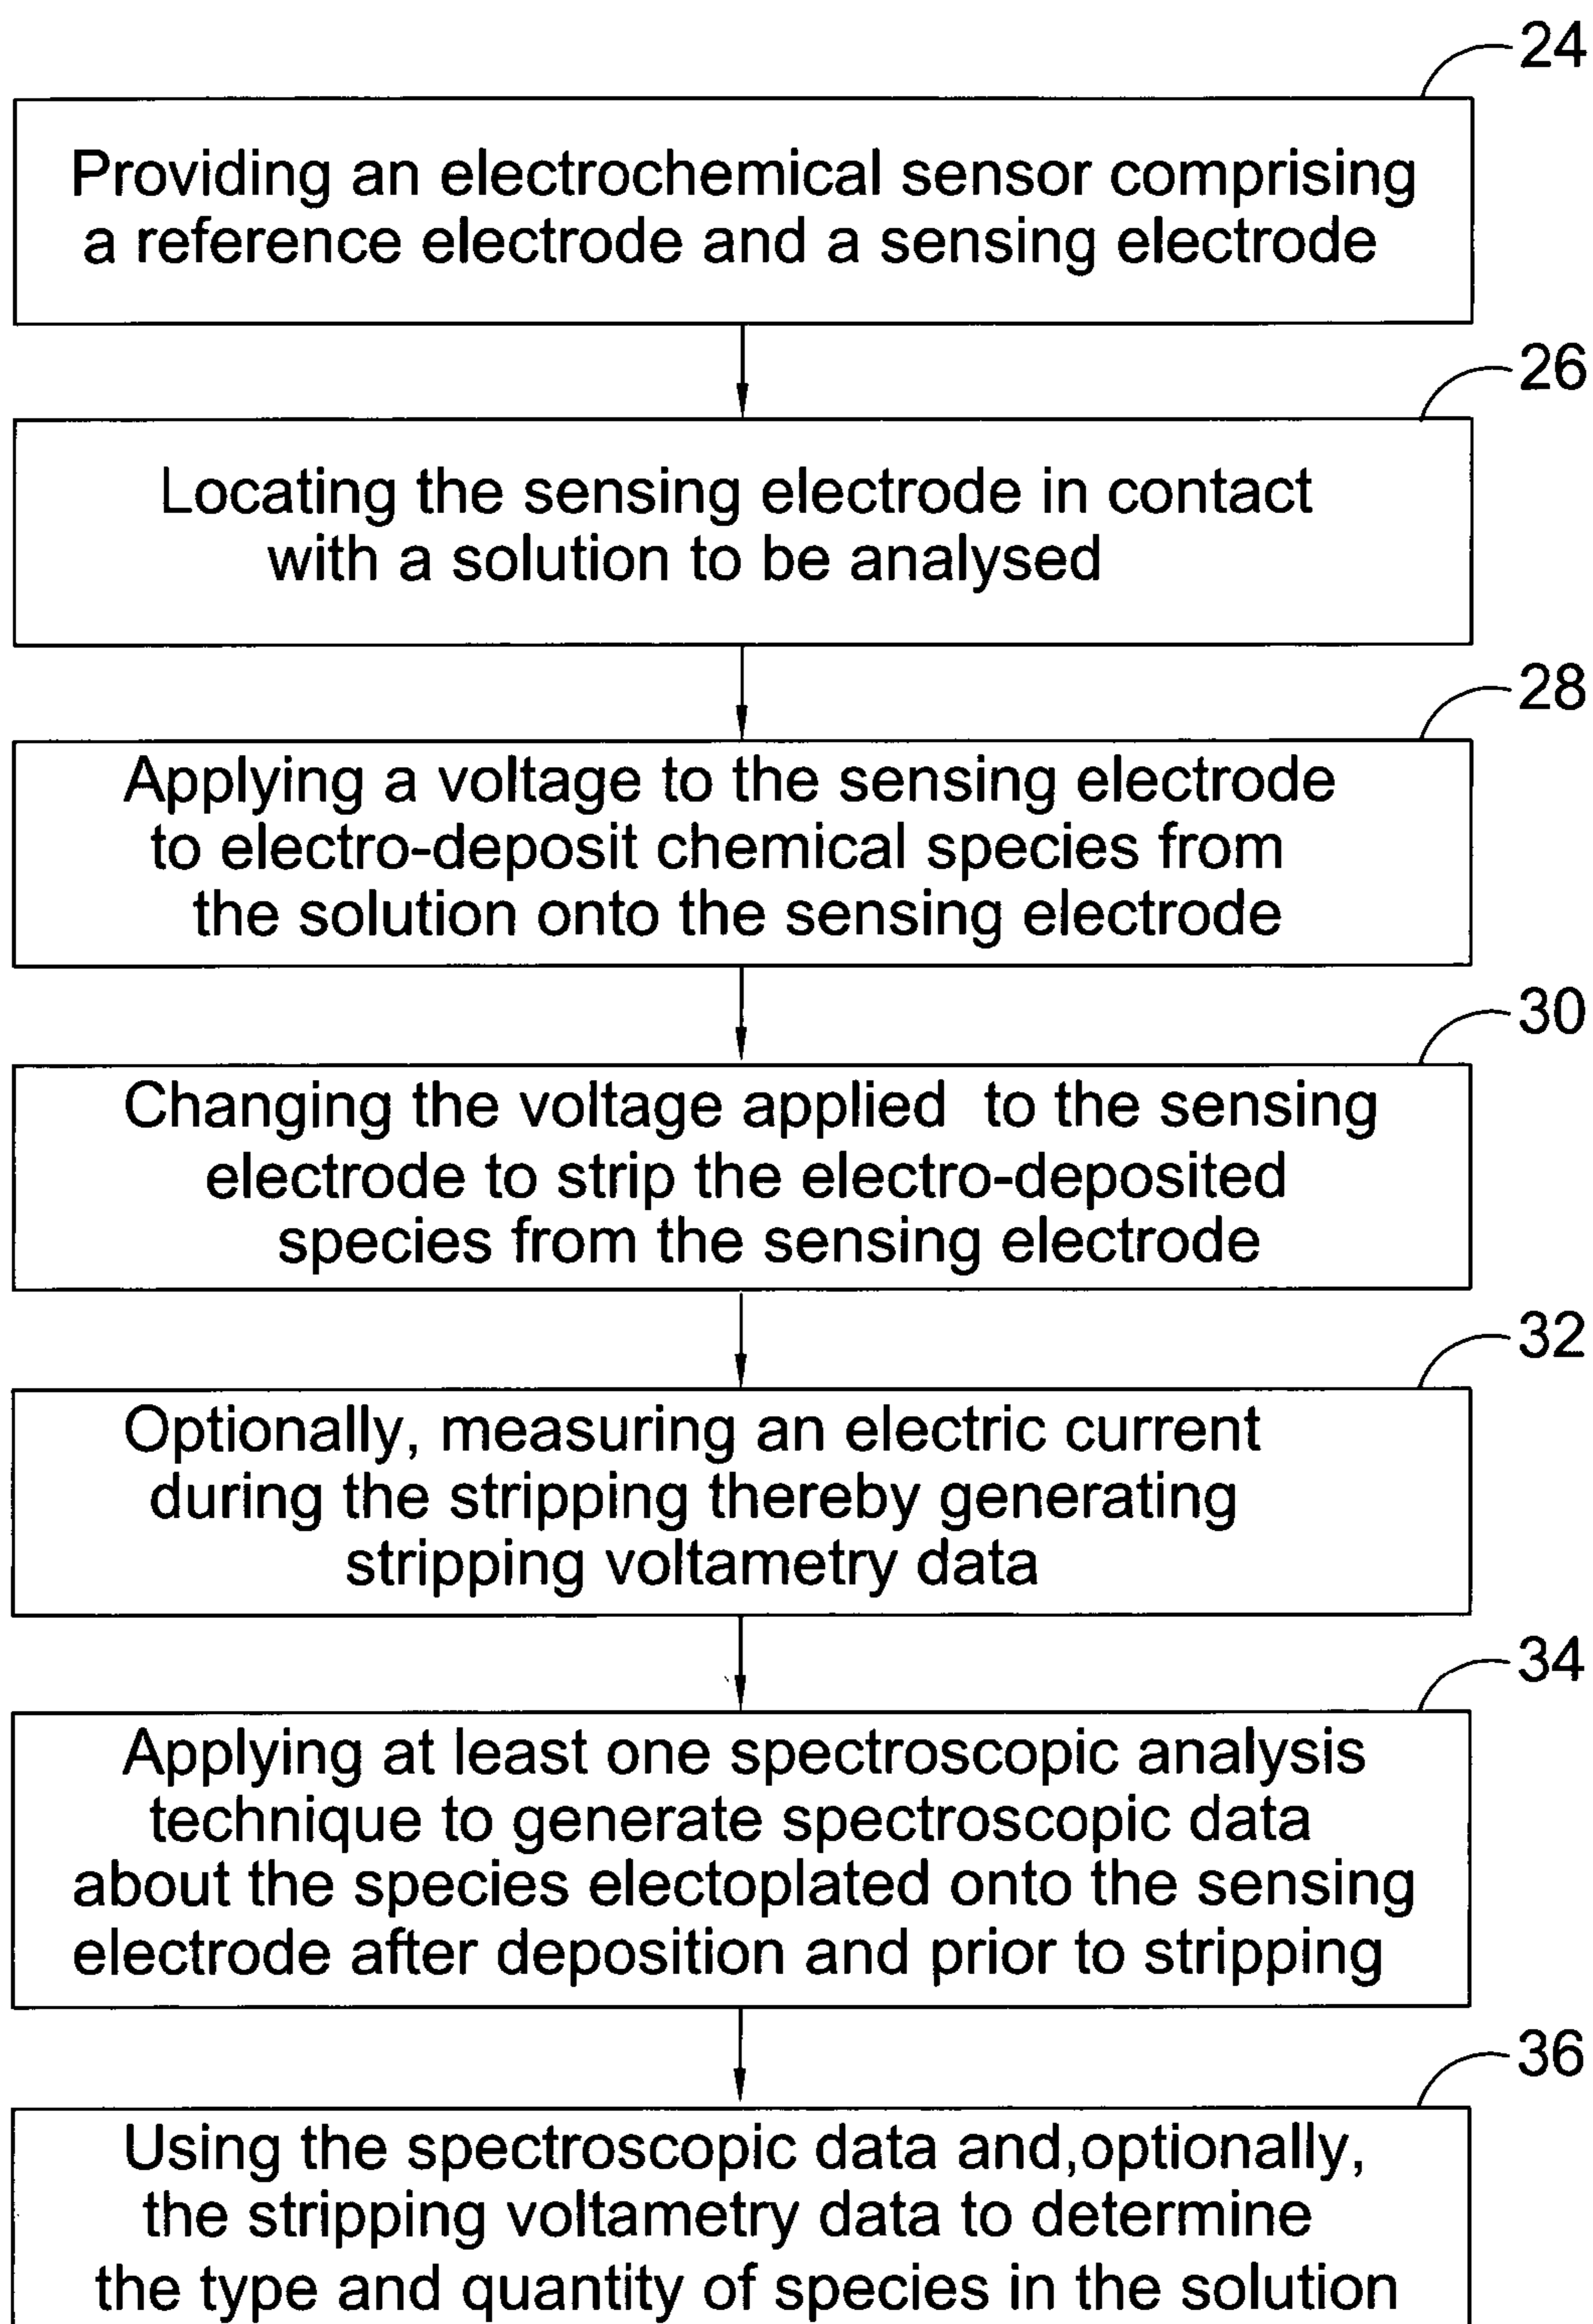 24
Providing an electrochemical sensor comprising
a reference electrode and a sensing electrode
26
Locating the sensing electrode in contact
with a solution to be analysed
28
Applying a voltage to the sensing electrode
to electro-deposit chemical species from
the solution onto the sensing electrode
30
Changing the voltage applied to the sensing
electrode to strip the electro-deposited
species from the sensing electrode
32
Optionally, measuring an electric current
during the stripping thereby generating
stripping voltametry data
34
Applying at least one spectroscopic analysis
technique to generate spectroscopic data
about the species electoplated onto the sensing
electrode after deposition and prior to stripping
36
Using the spectroscopic data and,optionally,
the stripping voltametry data to determine
the type and quantity of species in the solution